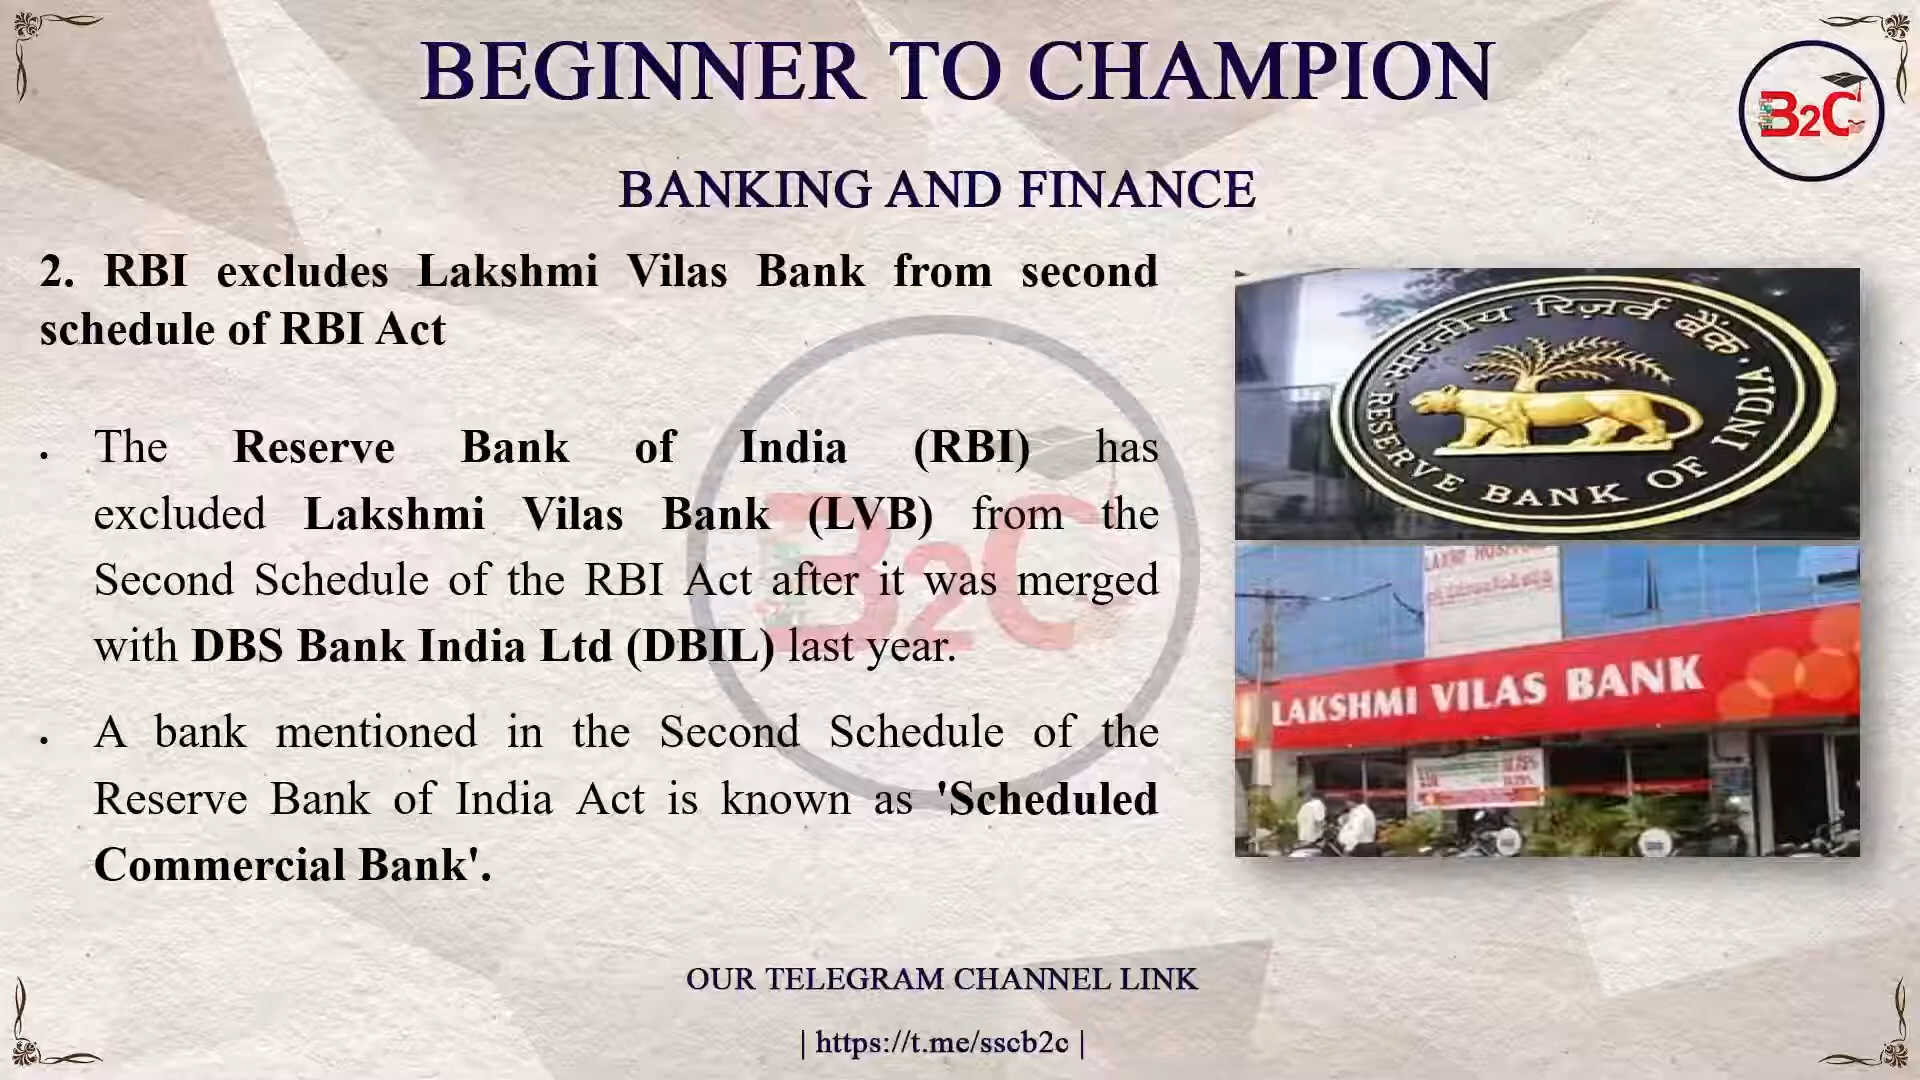 BEGINNER TO CHAMPION
B2C
BANKING AND FINANCE
2. RBI excludes Lakshmi Vilas Bank from second
schedule of RBI Act
• The Reserve Bank of India (RBI) has
excluded Lakshmi Vilas Bank (LVB) from the
Second Schedule of the RBI Act after it was merged
with DBS Bank India Ltd (DBIL) last year.
• A bank mentioned in the Second Schedule of the
Reserve Bank of India Act is known as 'Scheduled
Commercial Bank'.
B2C
भारतीय रिज़र्व बैंक
RESERVE BANK OF INDIA
LAKSHMI VILAS BANK
OUR TELEGRAM CHANNEL LINK
| https://t.me/sscb2c |